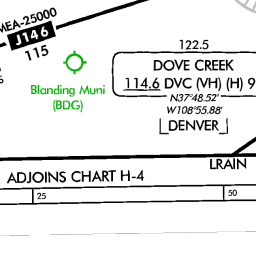 MEA-25000
J146
115
122.5
DOVE CREEK
114.6 DVC (VH) (H) 9
N37°48.52'
W108°55.88'
DENVER
Blanding Muni
(BDG)
LRAIN
ADJOINS CHART H-4
25
50